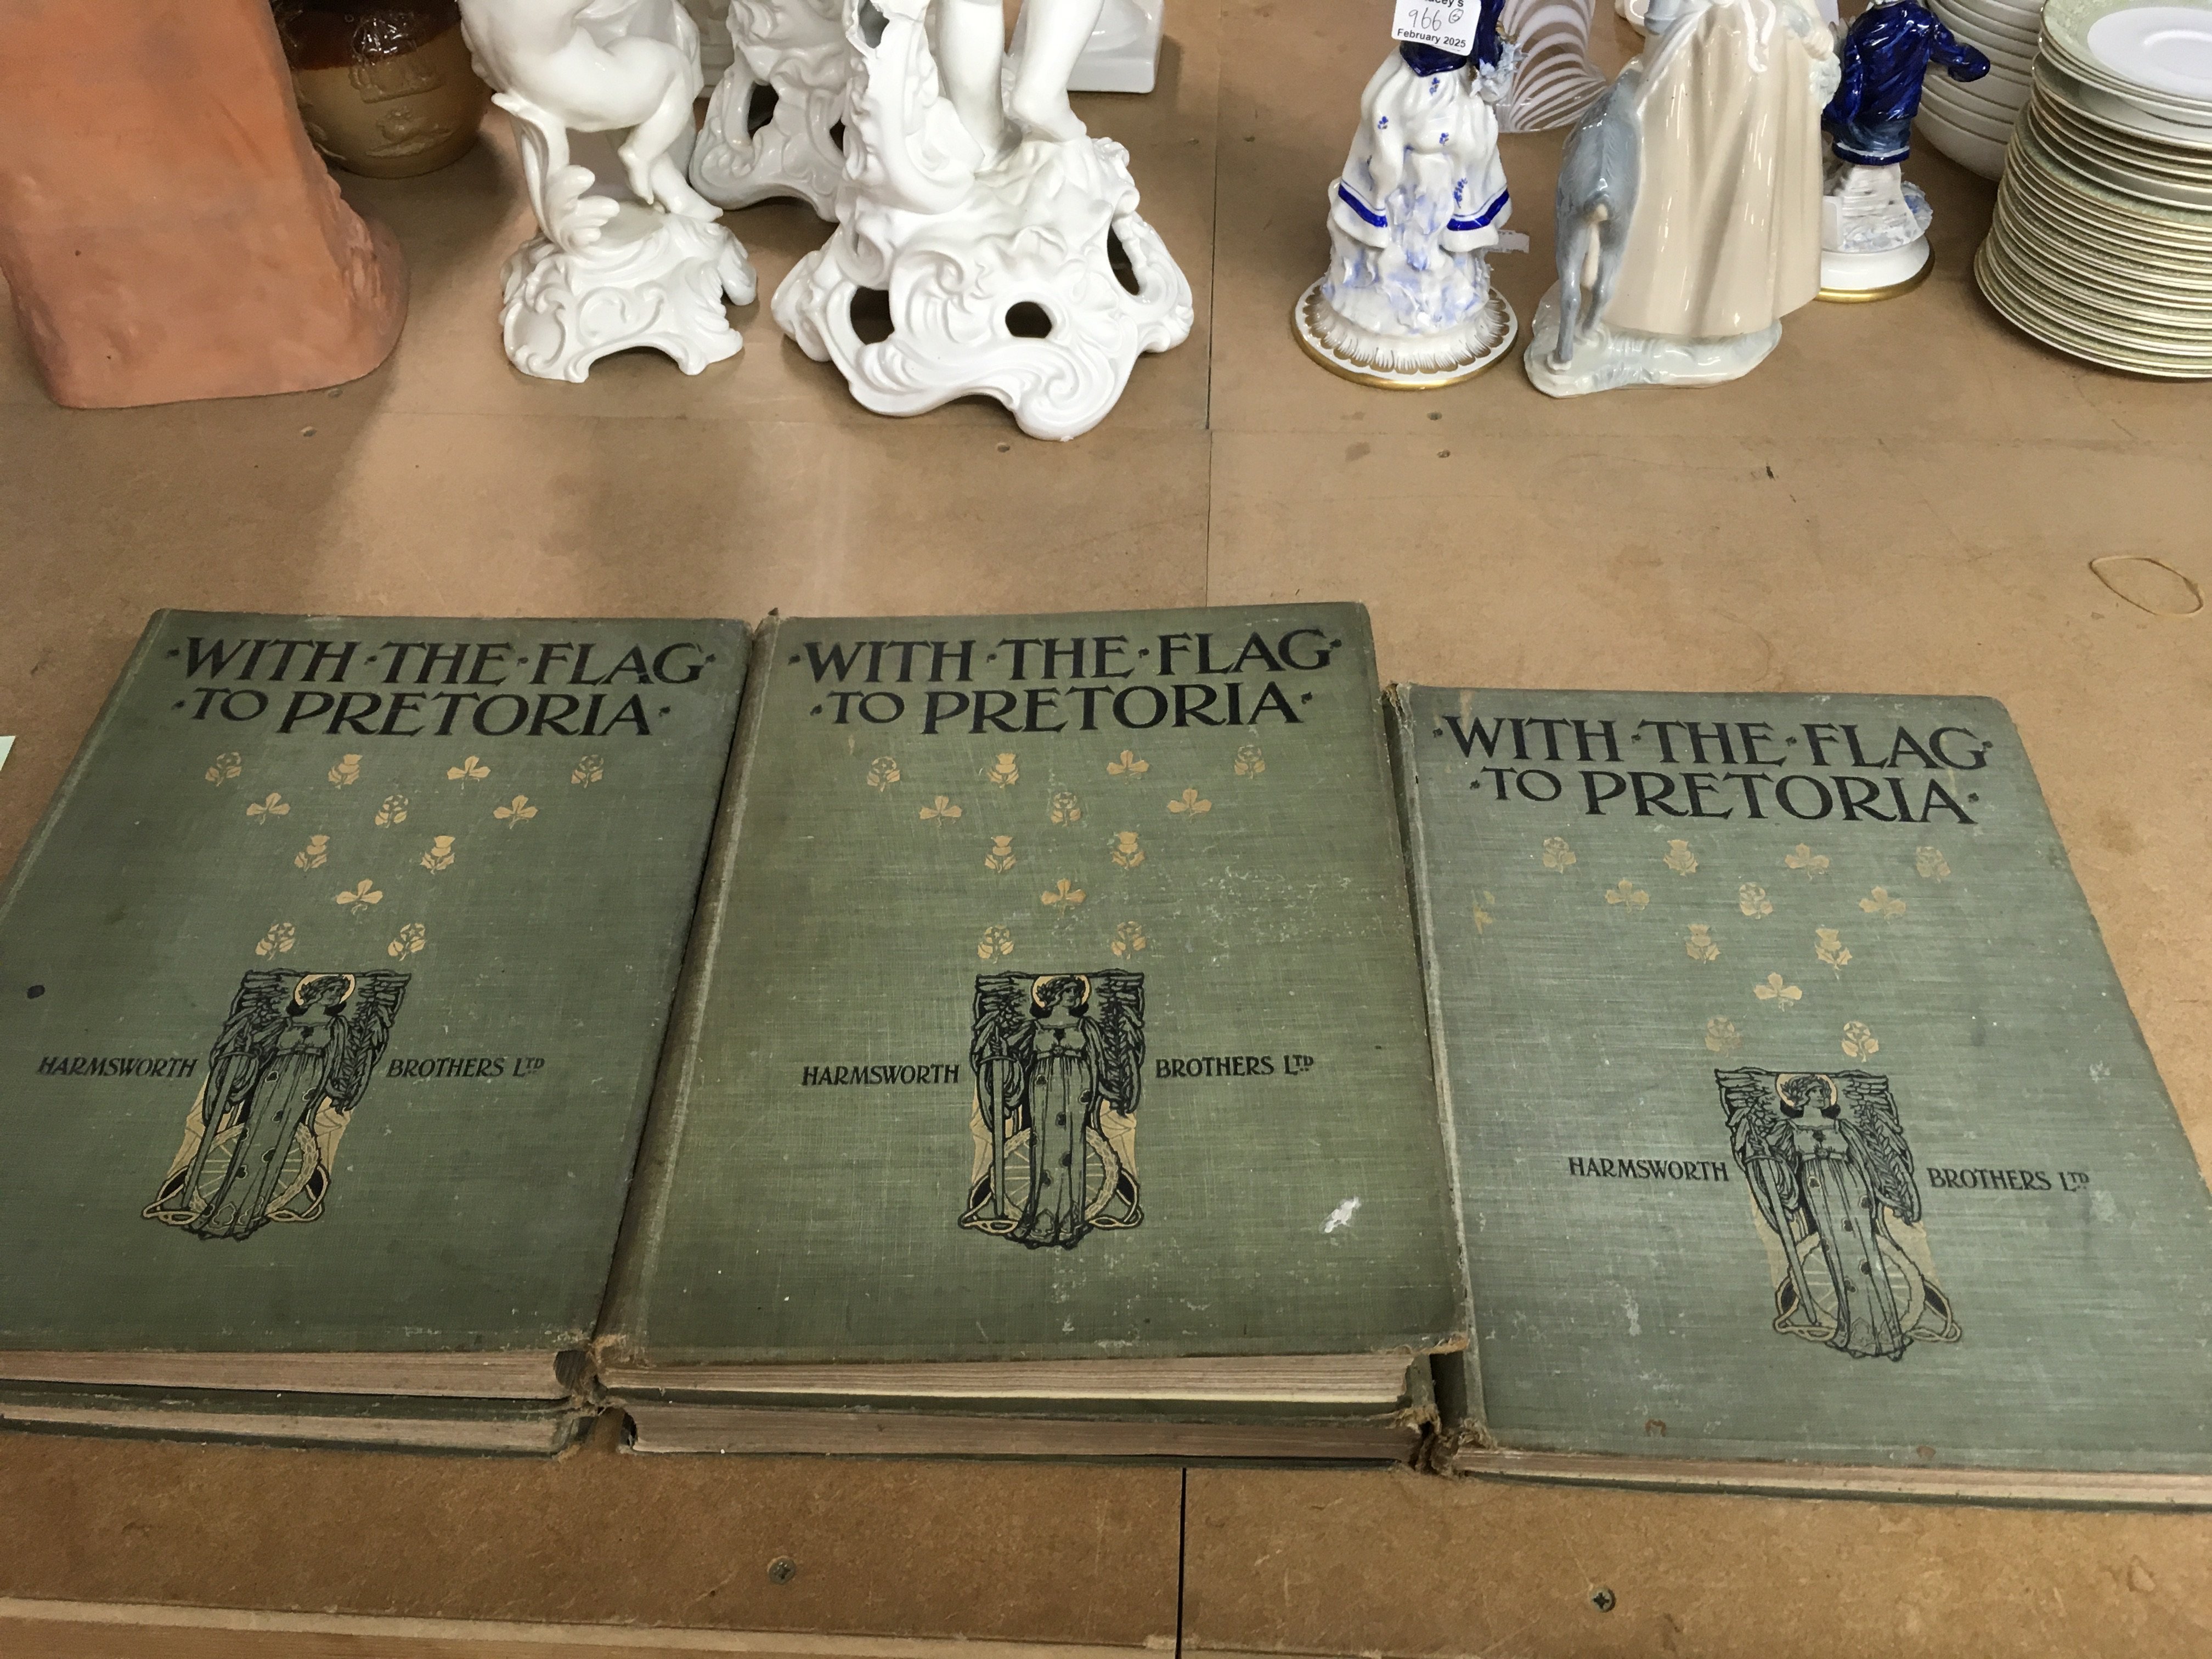 966
February 2025
·WITH·THE·FLAG·
·TO PRETORIA·
HARMSWORTH BROTHERS LTD
·WITH·THE·FLAG·
·TO PRETORIA·
HARMSWORTH BROTHERS LTD
·WITH·THE·FLAG·
·TO PRETORIA·
HARMSWORTH BROTHERS LTD